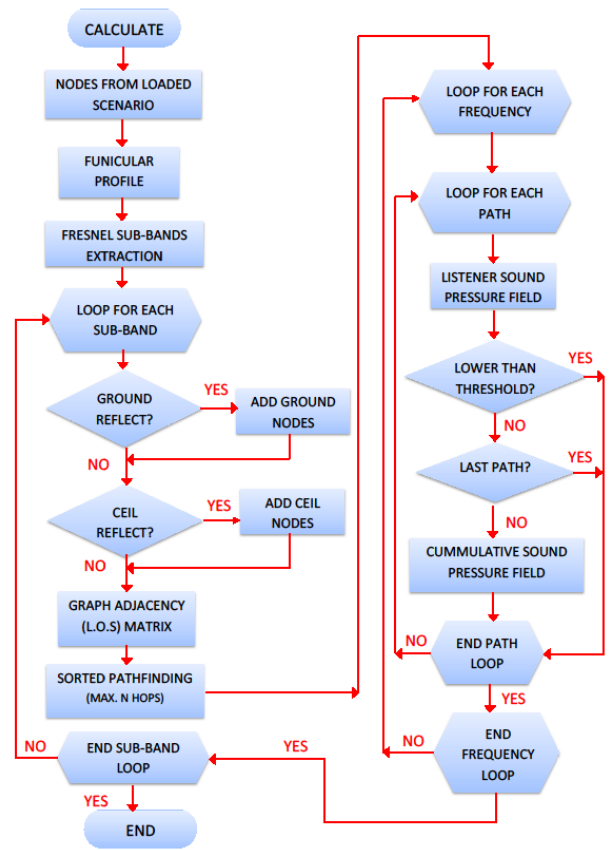 CALCULATE
NODES FROM LOADED
SCENARIO
FUNICULAR
PROFILE
FRESNEL SUB-BANDS
EXTRACTION
LOOP FOR EACH
SUB-BAND
GROUND
REFLECT?
YES
ADD GROUND
NODES
NO
CEIL
REFLECT?
YES
ADD CEIL
NODES
NO
GRAPH ADJACENCY
(L.O.S) MATRIX
SORTED PATHFINDING
(MAX. N HOPS)
NO
END SUB-BAND
LOOP
YES
YES
END
LOOP FOR EACH
FREQUENCY
LOOP FOR EACH
PATH
LISTENER SOUND
PRESSURE FIELD
LOWER THAN
THRESHOLD?
YES
NO
LAST PATH?
YES
NO
CUMMULATIVE SOUND
PRESSURE FIELD
NO
END PATH
LOOP
YES
NO
END
FREQUENCY
LOOP